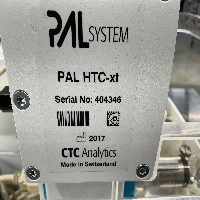 PAL SYSTEM
PAL HTC-xt
Serial No: 404346
2017
CTC Analytics
Made in Switzerland